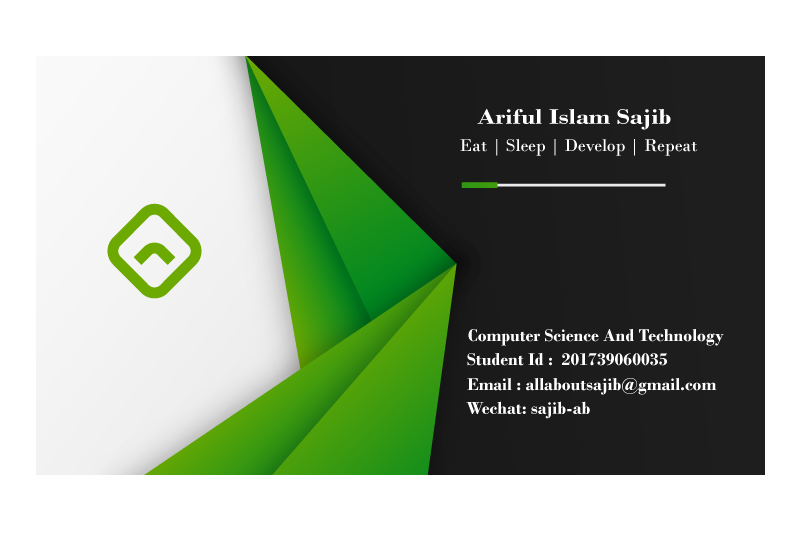 Ariful Islam Sajib
Eat | Sleep | Develop | Repeat
Computer Science And Technology
Student Id :  201739060035
Email : allaboutsajib@gmail.com
Wechat: sajib-ab